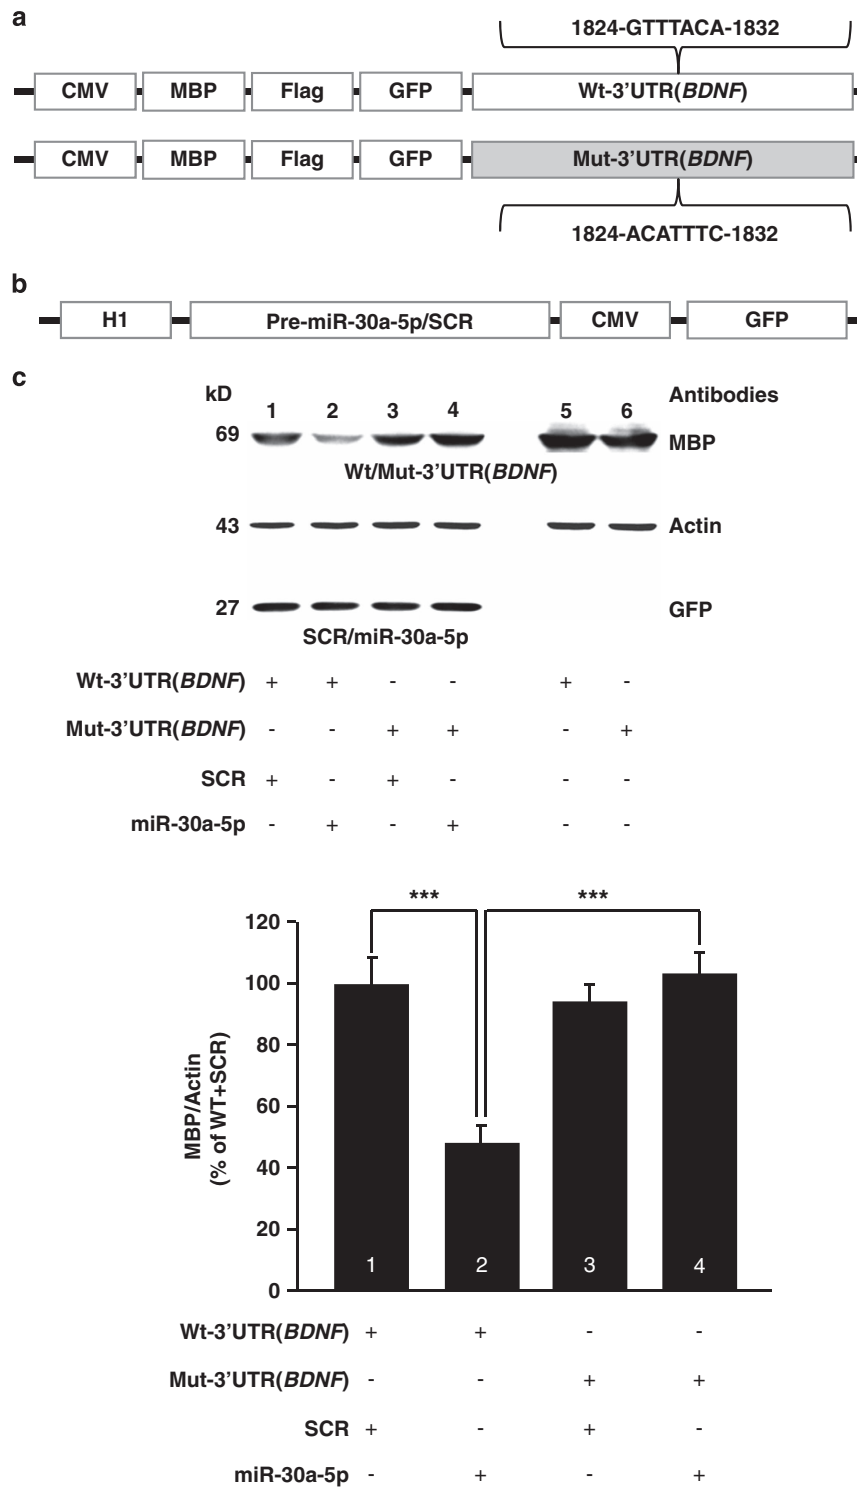 a
1824-GTTTACA-1832
CMV MBP Flag GFP Wt-3’UTR(BDNF)
CMV MBP Flag GFP Mut-3’UTR(BDNF)
1824-ACATTTC-1832
b
H1 Pre-miR-30a-5p/SCR CMV GFP
c
kD 1 2 3 4 5 6 Antibodies
69 MBP
Wt/Mut-3’UTR(BDNF)
43 Actin
27 GFP
SCR/miR-30a-5p
Wt-3’UTR(BDNF) + + - - + -
Mut-3’UTR(BDNF) - - + + - +
SCR + - + - - -
miR-30a-5p - + - + - -
*** ***
MBP/Actin
(% of WT+SCR)
120
100
80
60
40
20
0
1 2 3 4
Wt-3’UTR(BDNF) + + - -
Mut-3’UTR(BDNF) - - + +
SCR + - + -
miR-30a-5p - + - +